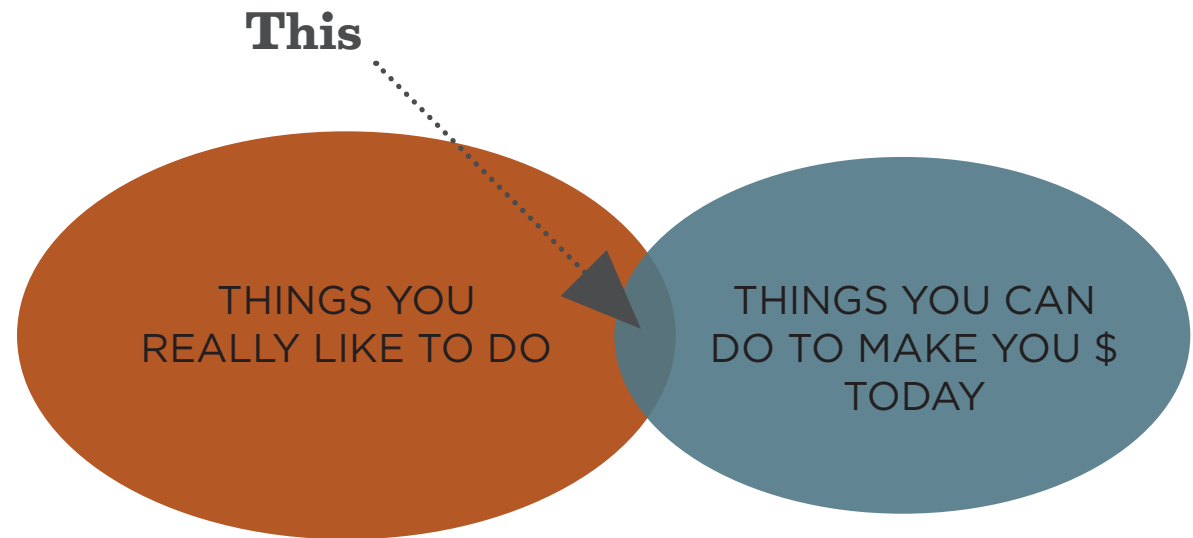 This
THINGS YOU
REALLY LIKE TO DO
THINGS YOU CAN
DO TO MAKE YOU $
TODAY